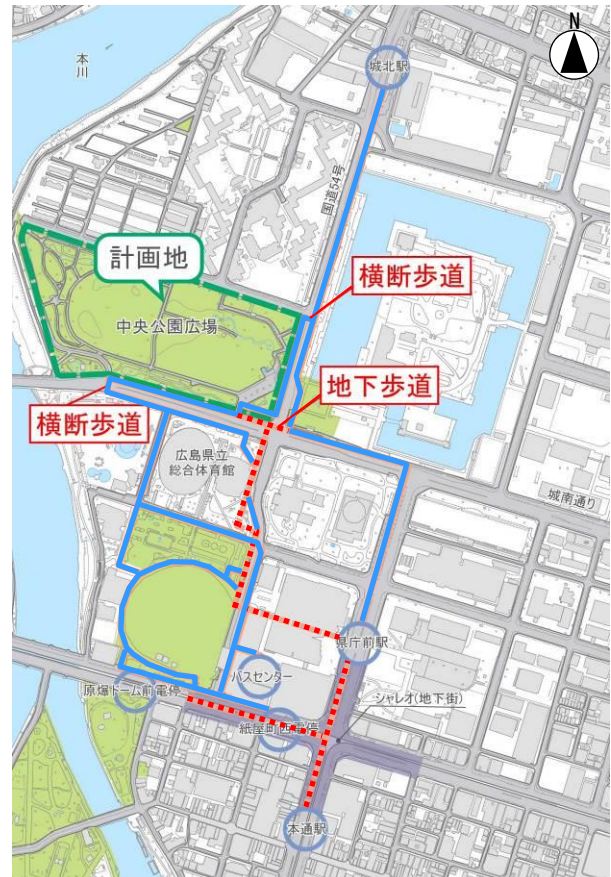 N
本川
城北駅
国道54号
計画地
横断歩道
中央公園広場
地下歩道
横断歩道
広島県立
総合体育館
城南通り
県庁前駅
バスセンター
シャレオ(地下街)
原爆ドーム前電停
紙屋町西電停
本通駅